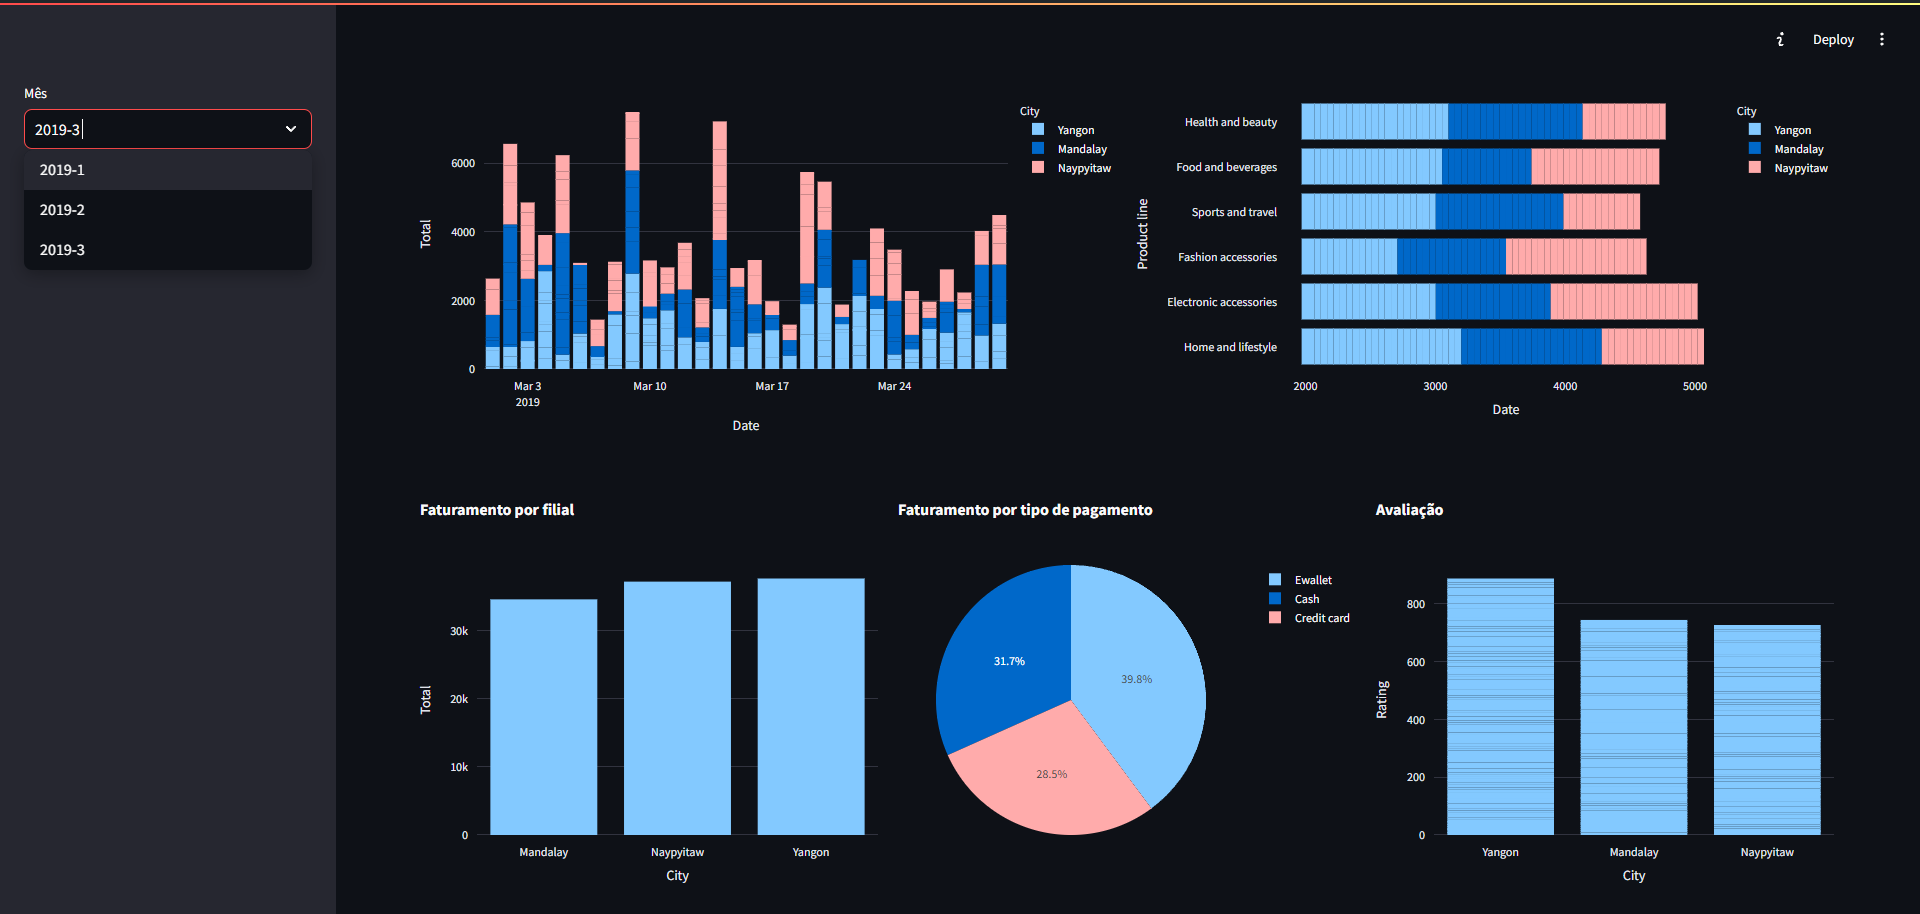 Deploy
Mês
2019-3
2019-1
2019-2
2019-3
Total
6000
4000
2000
0
Mar 3
2019
Mar 10
Mar 17
Mar 24
Date
City
Yangon
Mandalay
Naypyitaw
Product line
Health and beauty
Food and beverages
Sports and travel
Fashion accessories
Electronic accessories
Home and lifestyle
2000
3000
4000
5000
Date
City
Yangon
Mandalay
Naypyitaw
Faturamento por filial
Total
30k
20k
10k
0
Mandalay
Naypyitaw
Yangon
City
Faturamento por tipo de pagamento
31.7%
39.8%
28.5%
Ewallet
Cash
Credit card
Avaliação
Rating
800
600
400
200
0
Yangon
Mandalay
Naypyitaw
City